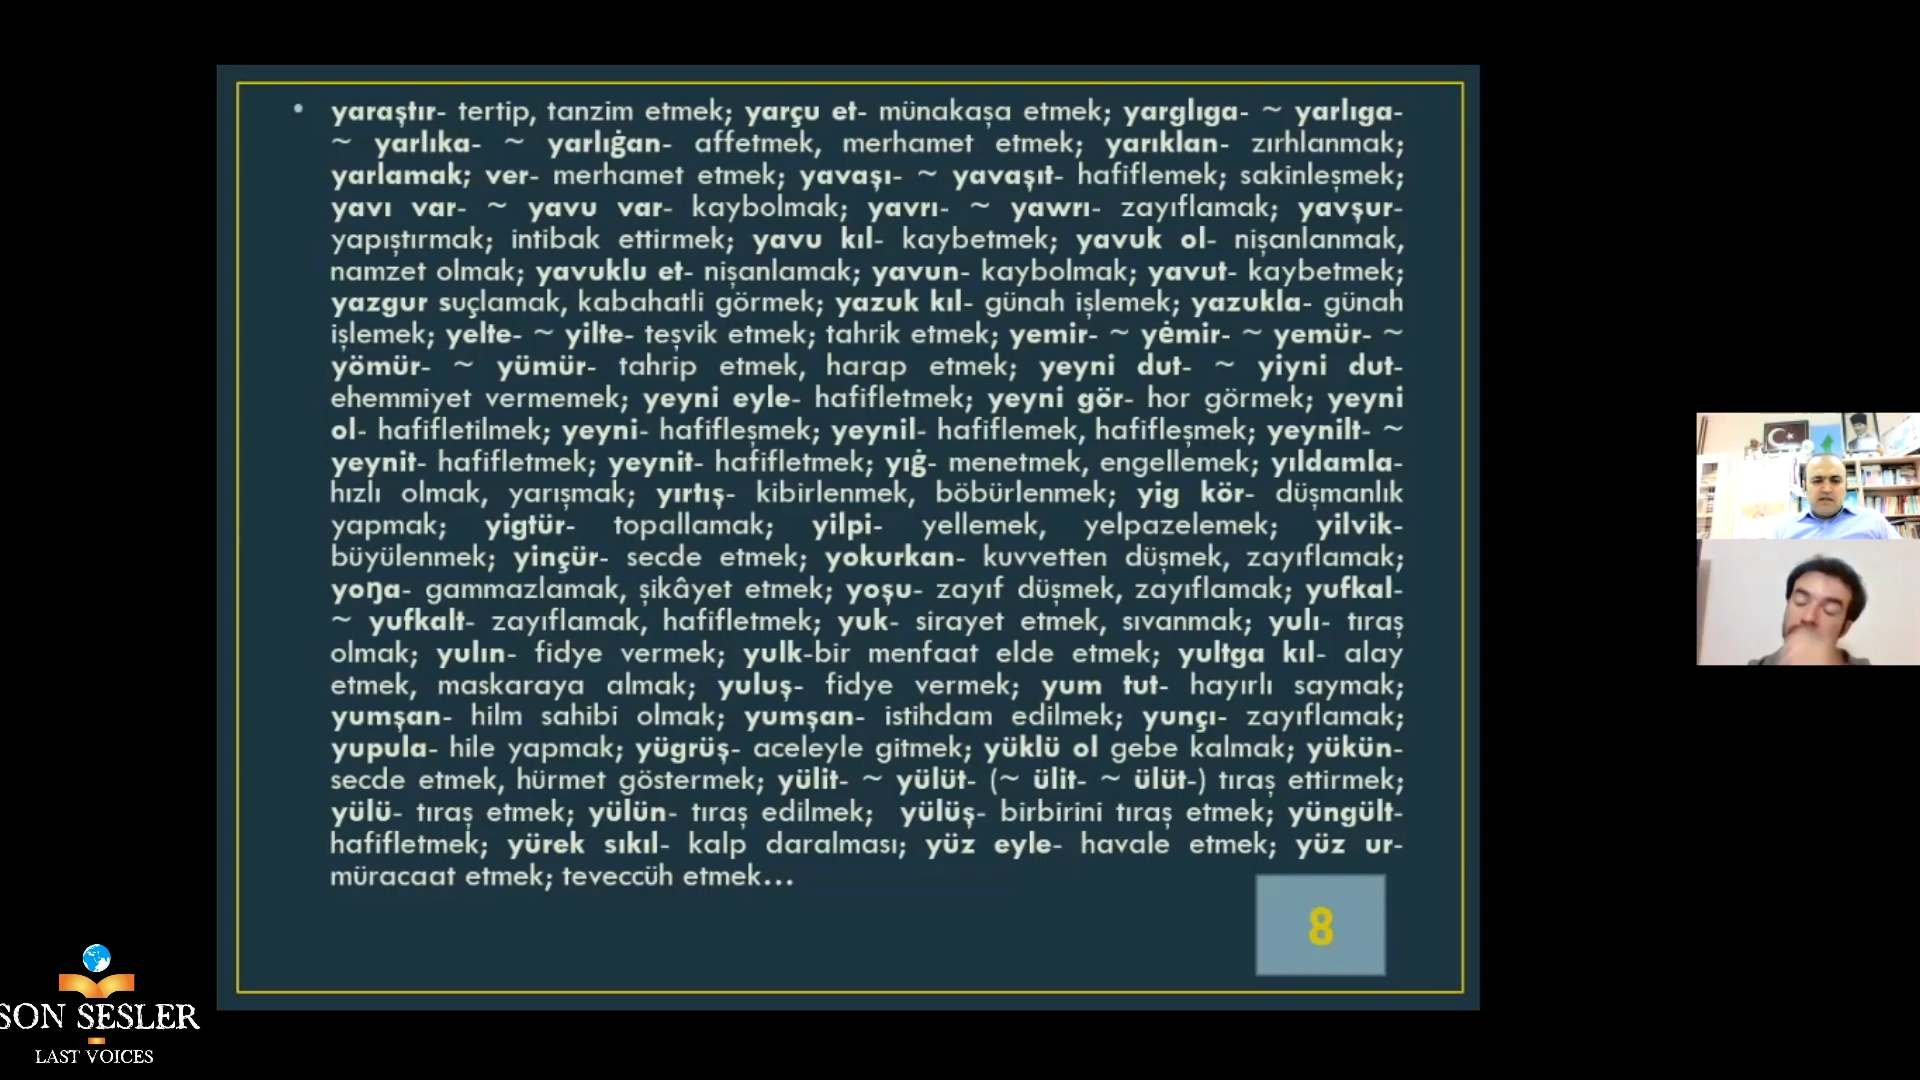 • yaraştır- tertip, tanzim etmek; yarçu et- münakaşa etmek; yarglıga- ~ yarlıga-
~ yarlıka- ~ yarlıġan- affetmek, merhamet etmek; yarıklan- zırhlanmak;
yarlamak; ver- merhamet etmek; yavaşı- ~ yavaşıt- hafiflemek; sakinleşmek;
yavı var- ~ yavu var- kaybolmak; yavrı- ~ yawrı- zayıflamak; yavşur-
yapıştırmak; intibak ettirmek; yavu kıl- kaybetmek; yavuk ol- nişanlanmak,
namzet olmak; yavuklu et- nişanlamak; yavun- kaybolmak; yavut- kaybetmek;
yazgur suçlamak, kabahatli görmek; yazuk kıl- günah işlemek; yazukla- günah
işlemek; yelte- ~ yilte- teşvik etmek; tahrik etmek; yemir- ~ yėmir- ~ yemür- ~
yömür- ~ yümür- tahrip etmek, harap etmek; yeyni dut- ~ yiyni dut-
ehemmiyet vermemek; yeyni eyle- hafifletmek; yeyni gör- hor görmek; yeyni
ol- hafifletilmek; yeyni- hafifleşmek; yeynil- hafiflemek, hafifleşmek; yeynilt- ~
yeynit- hafifletmek; yeynit- hafifletmek; yıġ- menetmek, engellemek; yıldamla-
hızlı olmak, yarışmak; yırtış- kibirlenmek, böbürlenmek; yig kör- düşmanlık
yapmak; yigtür- topallamak; yilpi- yellemek, yelpazelemek; yilvik-
büyülenmek; yinçür- secde etmek; yokurkan- kuvvetten düşmek, zayıflamak;
yoŋa- gammazlamak, şikâyet etmek; yoşu- zayıf düşmek, zayıflamak; yufkal-
~ yufkalt- zayıflamak, hafifletmek; yuk- sirayet etmek, sıvanmak; yulı- tıraş
olmak; yulın- fidye vermek; yulk-bir menfaat elde etmek; yultga kıl- alay
etmek, maskaraya almak; yuluş- fidye vermek; yum tut- hayırlı saymak;
yumşan- hilm sahibi olmak; yumşan- istihdam edilmek; yunçı- zayıflamak;
yupula- hile yapmak; yügrüş- aceleyle gitmek; yüklü ol gebe kalmak; yükün-
secde etmek, hürmet göstermek; yülit- ~ yülüt- (~ ülit- ~ ülüt-) tıraş ettirmek;
yülü- tıraş etmek; yülün- tıraş edilmek; yülüş- birbirini tıraş etmek; yüngült-
hafifletmek; yürek sıkıl- kalp daralması; yüz eyle- havale etmek; yüz ur-
müracaat etmek; teveccüh etmek...
8
SON SESLER
LAST VOICES